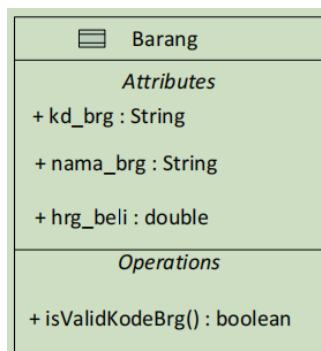 Barang
Attributes
+ kd_brg : String
+ nama_brg : String
+ hrg_beli : double
Operations
+ isValidKodeBrg() : boolean